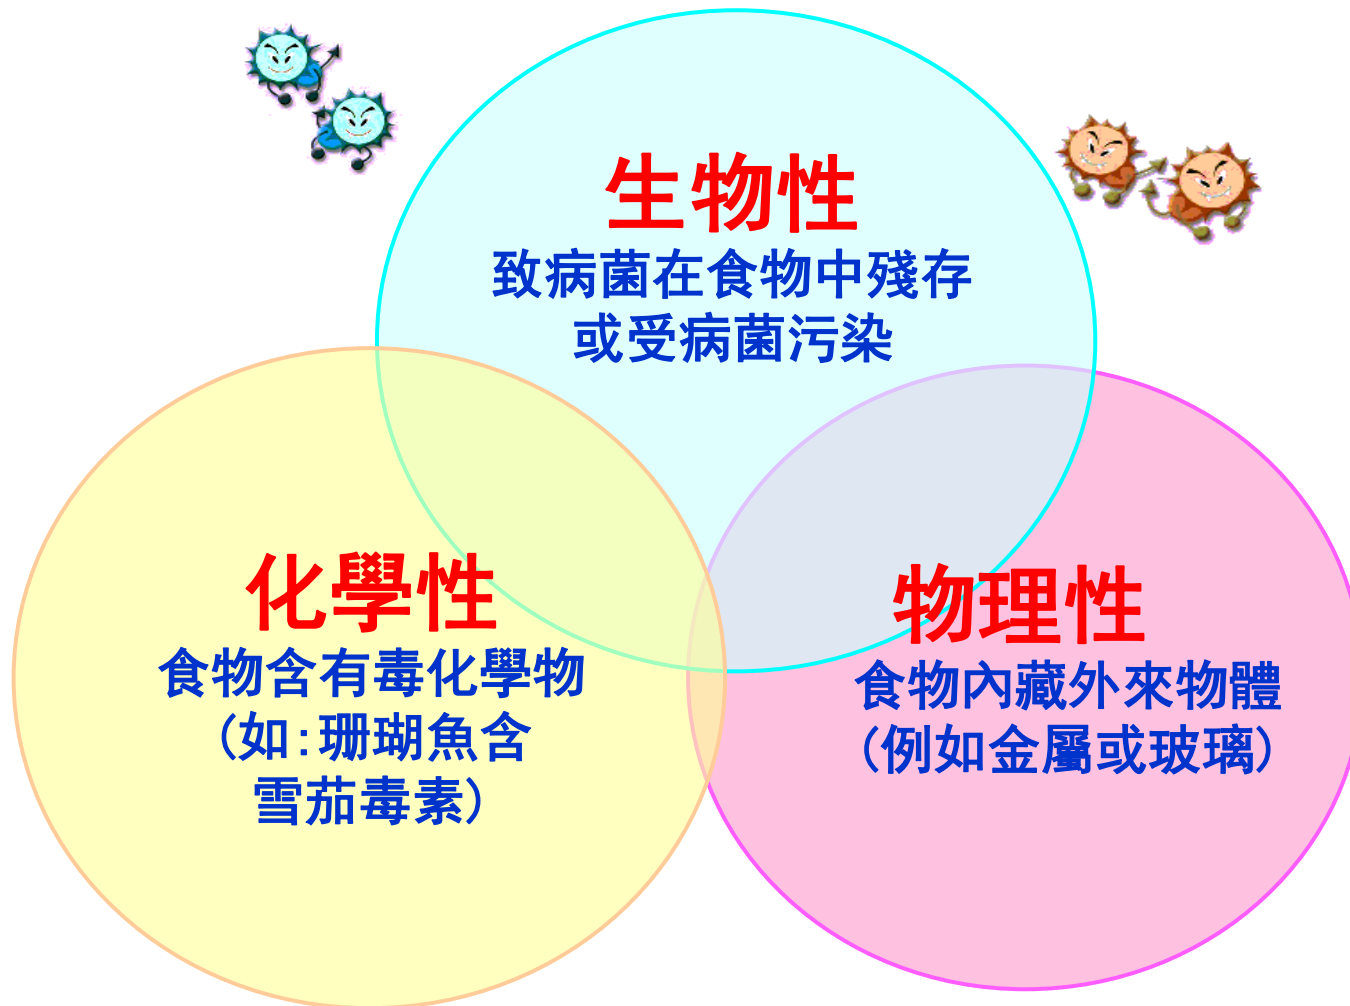 生物性
致病菌在食物中殘存
或受病菌污染
化學性
食物含有毒化學物
(如:珊瑚魚含
雪茄毒素)
物理性
食物內藏外來物體
(例如金屬或玻璃)